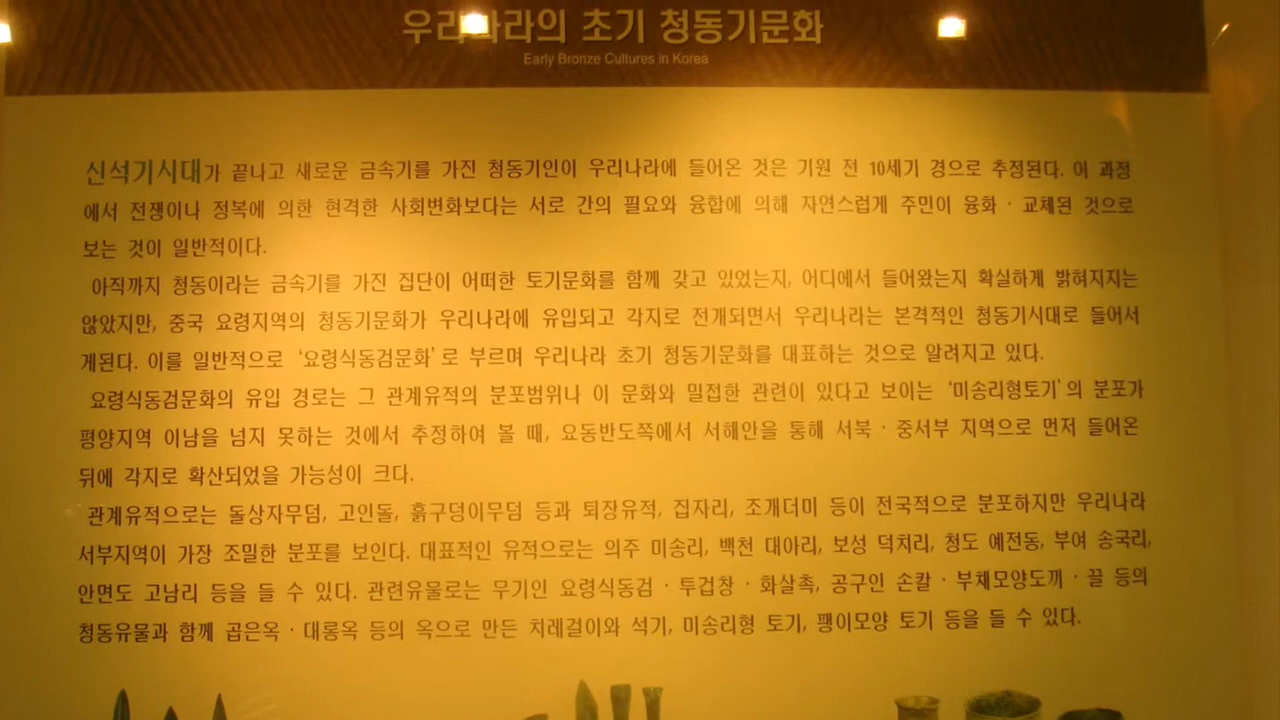 우리나라의 초기 청동기문화
Early Bronze Cultures in Korea
신석기시대가 끝나고 새로운 금속기를 가진 청동기인이 우리나라에 들어온 것은 기원 전 10세기 경으로 추정된다. 이 과정
에서 전쟁이나 정복에 의한 현격한 사회변화보다는 서로 간의 필요와 융합에 의해 자연스럽게 주민이 융화 · 교체된 것으로
보는 것이 일반적이다.
아직까지 청동이라는 금속기를 가진 집단이 어떠한 토기문화를 함께 갖고 있었는지, 어디에서 들어왔는지 확실하게 밝혀지지는
않았지만, 중국 요령지역의 청동기문화가 우리나라에 유입되고 각지로 전개되면서 우리나라는 본격적인 청동기시대로 들어서
게된다. 이를 일반적으로 ‘요령식동검문화’로 부르며 우리나라 초기 청동기문화를 대표하는 것으로 알려지고 있다.
요령식동검문화의 유입 경로는 그 관계유적의 분포범위나 이 문화와 밀접한 관련이 있다고 보이는 ‘미송리형토기’의 분포가
평양지역 이남을 넘지 못하는 것에서 추정하여 볼 때, 요동반도쪽에서 서해안을 통해 서북 · 중서부 지역으로 먼저 들어온
뒤에 각지로 확산되었을 가능성이 크다.
관계유적으로는 돌상자무덤, 고인돌, 흙구덩이무덤 등과 퇴장유적, 집자리, 조개더미 등이 전국적으로 분포하지만 우리나라
서부지역이 가장 조밀한 분포를 보인다. 대표적인 유적으로는 의주 미송리, 백천 대아리, 보성 덕치리, 청도 예전동, 부여 송국리,
안면도 고남리 등을 들 수 있다. 관련유물로는 무기인 요령식동검 · 투겁창 · 화살촉, 공구인 손칼 · 부채모양도끼 · 끌 등의
청동유물과 함께 곱은옥 · 대롱옥 등의 옥으로 만든 치레걸이와 석기, 미송리형 토기, 팽이모양 토기 등을 들 수 있다.